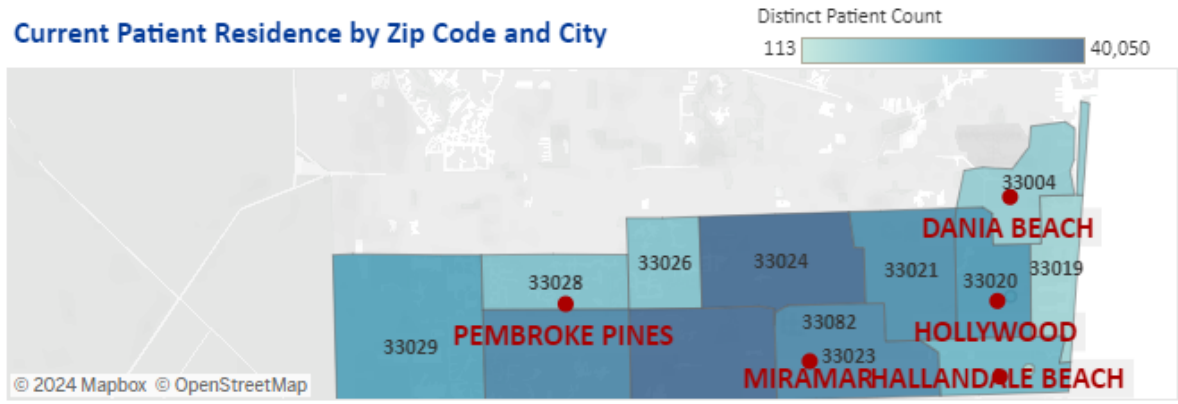 Distinct Patient Count
Current Patient Residence by Zip Code and City
113 40,050
33004
DANIA BEACH
33026
33024
33021
33019
33028
33020
PEMBROKE PINES
33082
HOLLYWOOD
33029
33023
MIRAMAR
HALLANDALE BEACH
© 2024 Mapbox © OpenStreetMap